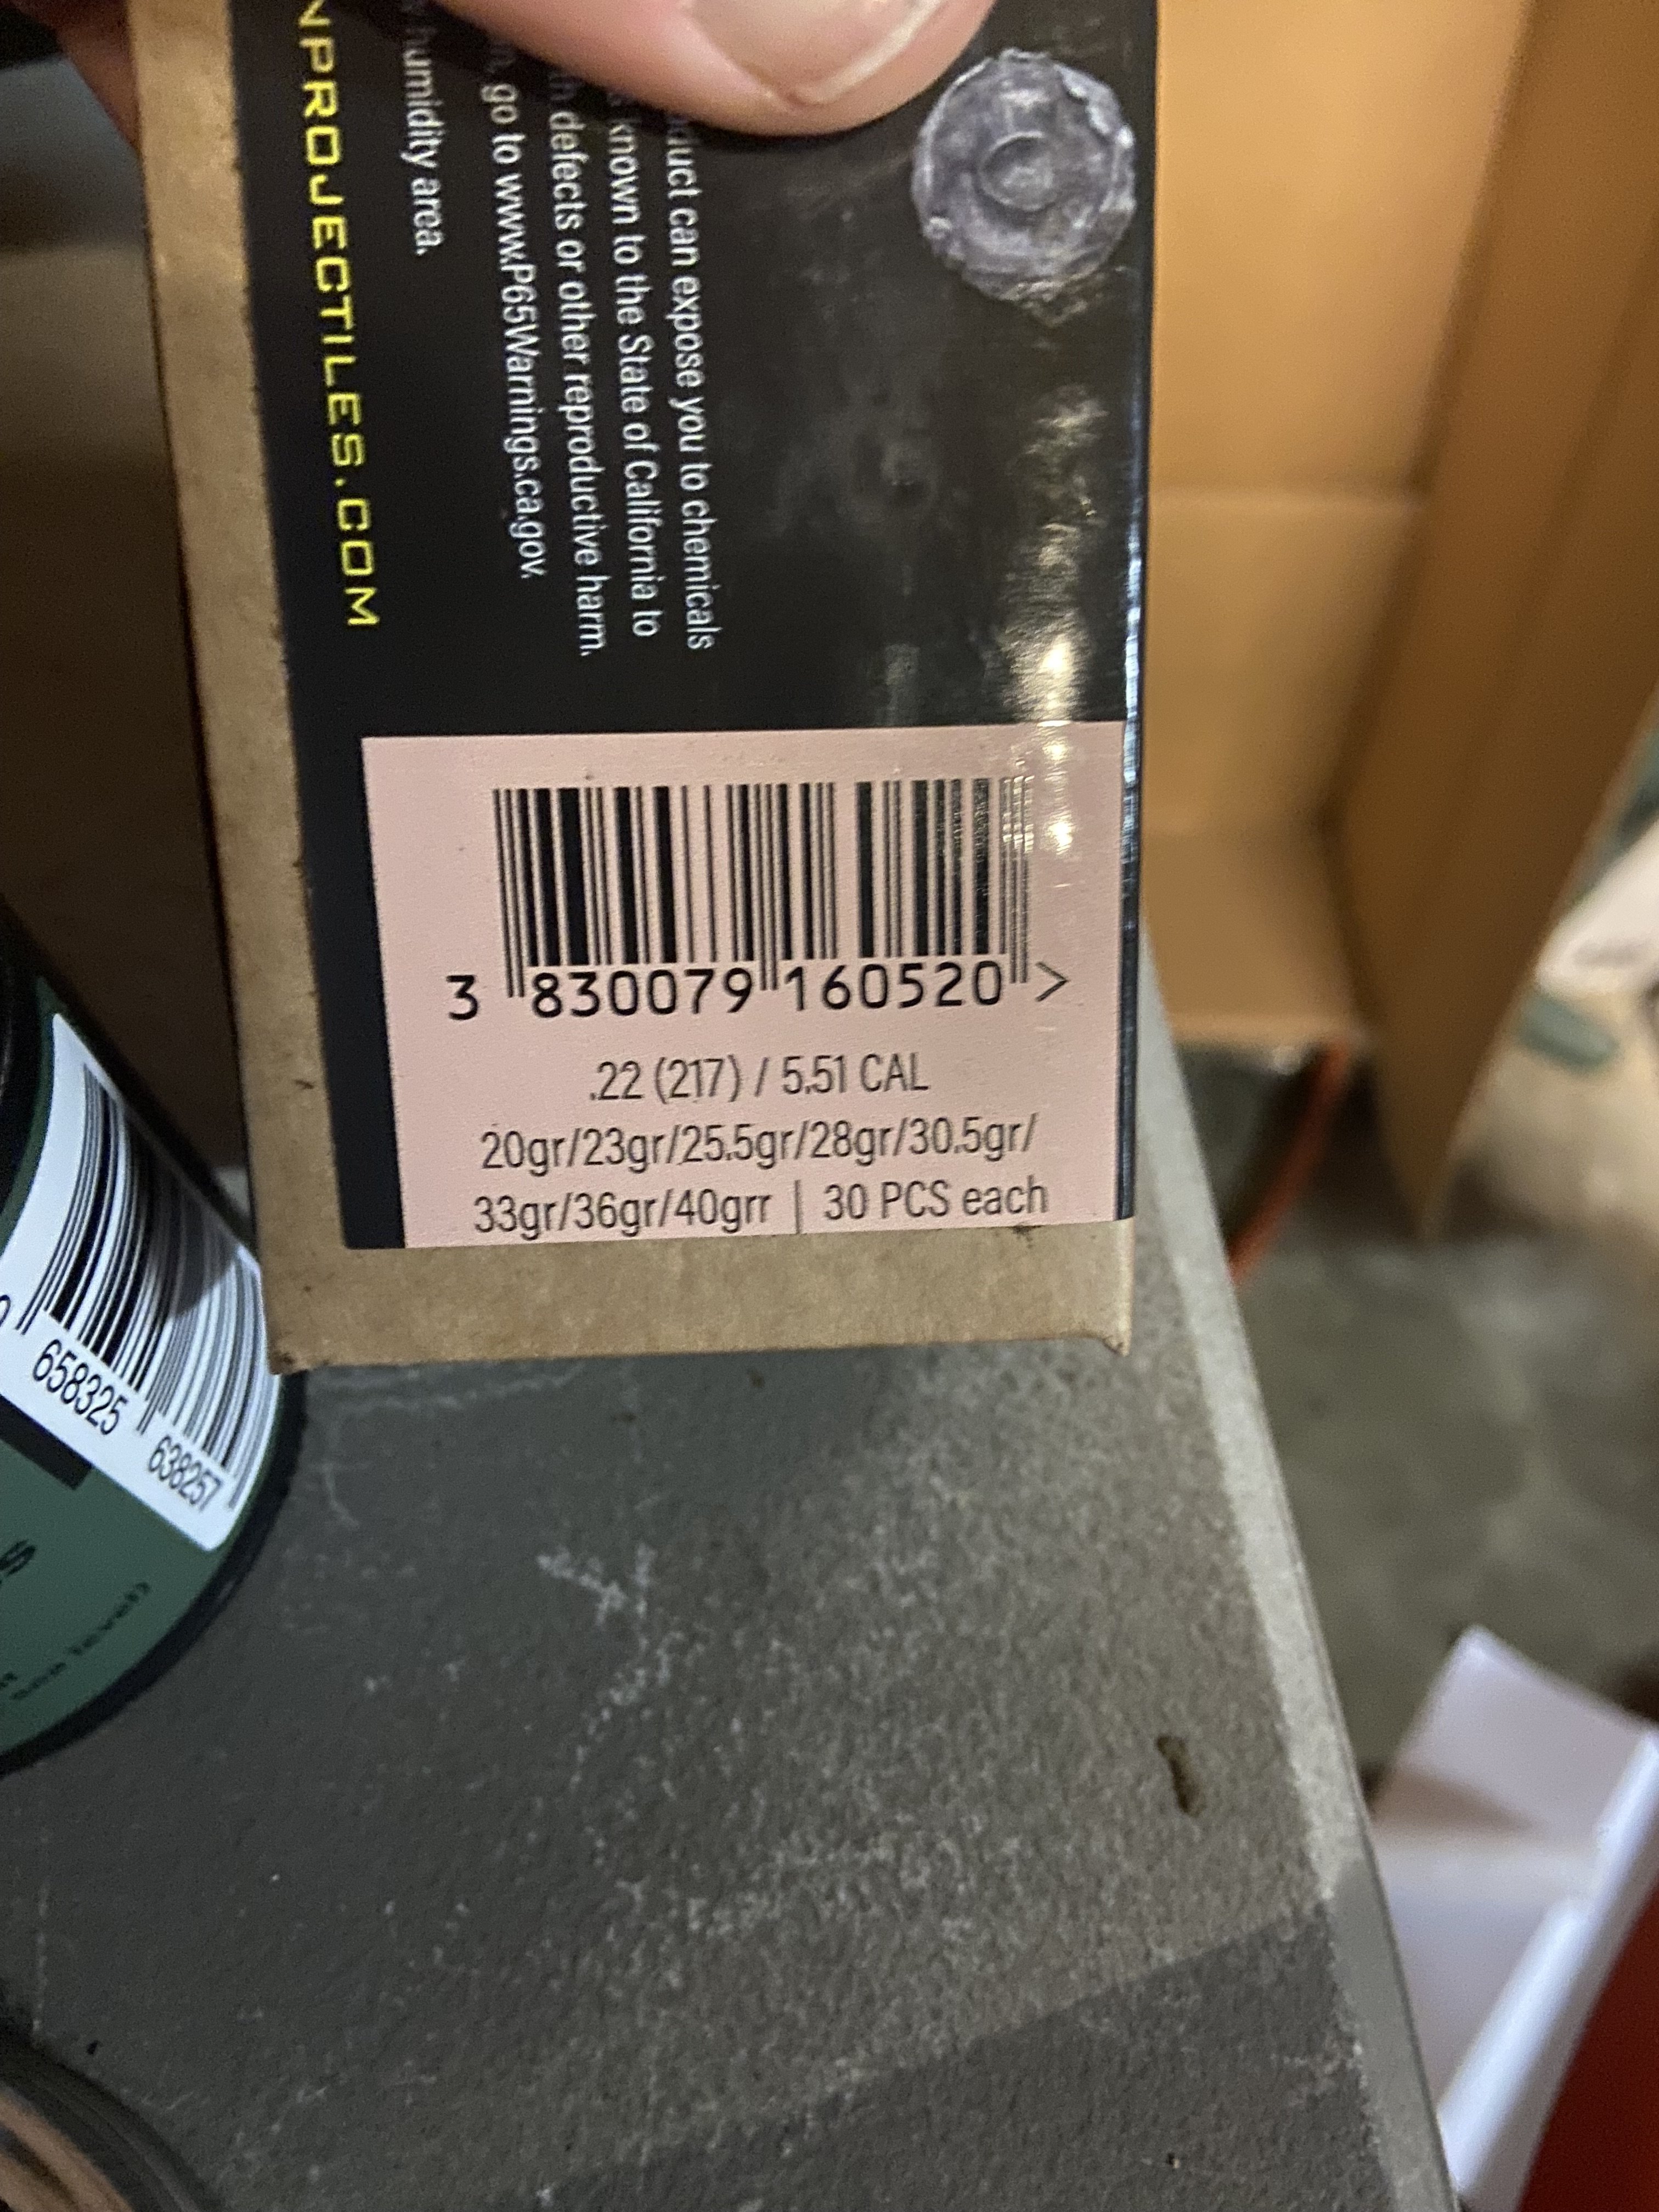 duct can expose you to chemicals
known to the State of California to
defects or other reproductive harm.
go to www.P65Warnings.ca.gov.
humidity area.
NPROJECTILES.COM
3 830079 160520 >
.22 (217) / 5.51 CAL
20gr/23gr/25.5gr/28gr/30.5gr/
33gr/36gr/40grr | 30 PCS each
658325 638257